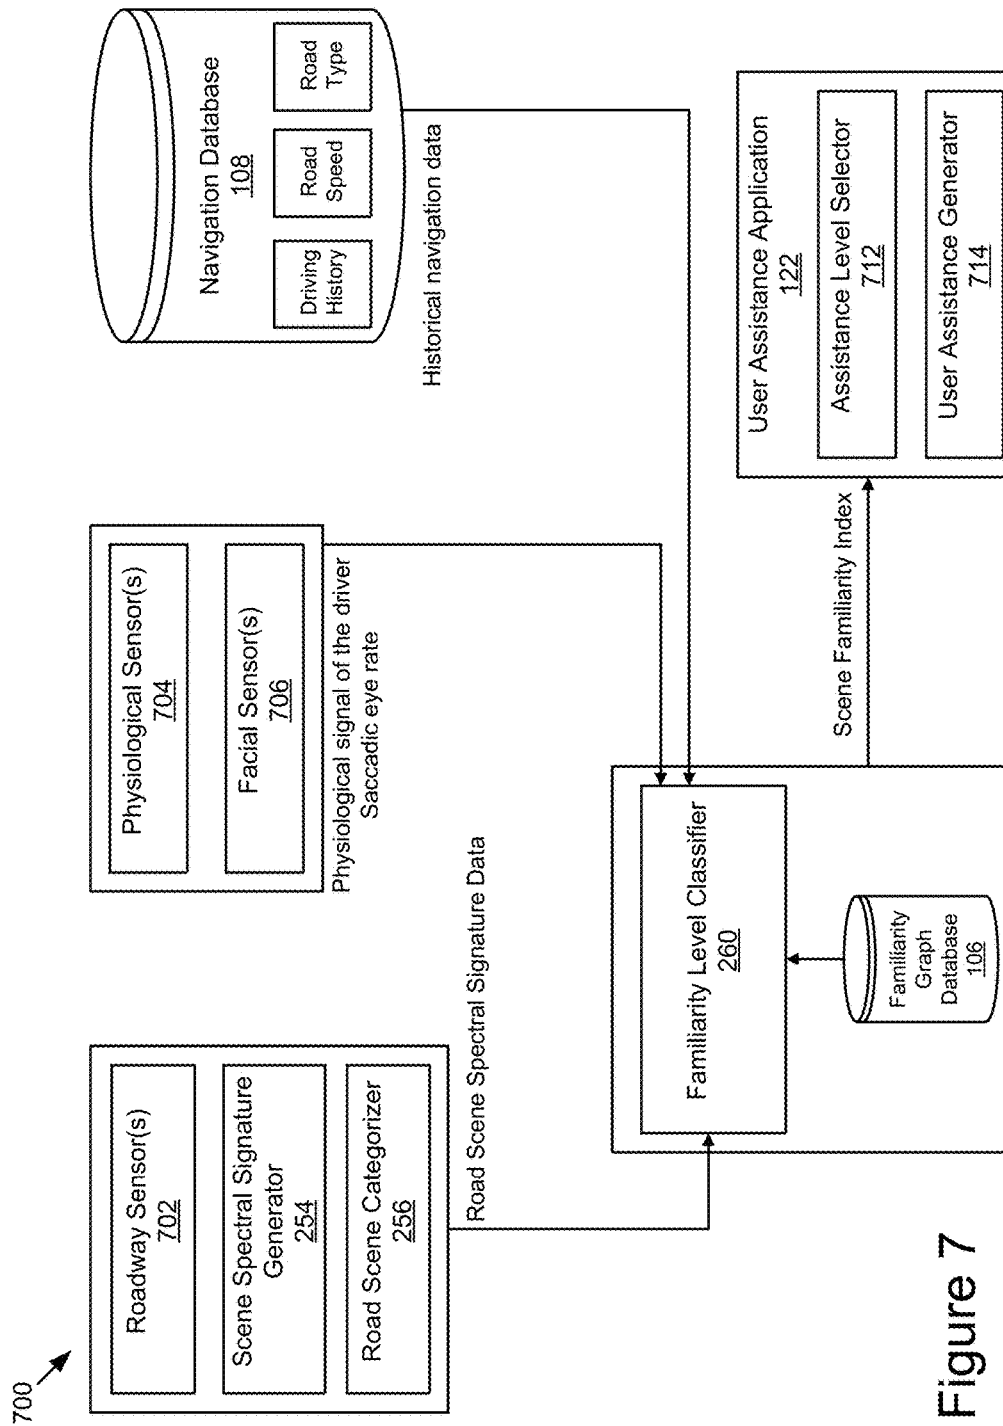 700
Roadway Sensor(s)
702
Scene Spectral Signature
Generator
254
Road Scene Categorizer
256
Road Scene Spectral Signature Data
Physiological Sensor(s)
704
Facial Sensor(s)
706
Physiological signal of the driver
Saccadic eye rate
Navigation Database
108
Driving
History
Road
Speed
Road
Type
Historical navigation data
Familiarity Level Classifier
260
Familiarity
Graph
Database
106
Scene Familiarity Index
User Assistance Application
122
Assistance Level Selector
712
User Assistance Generator
714
Figure 7